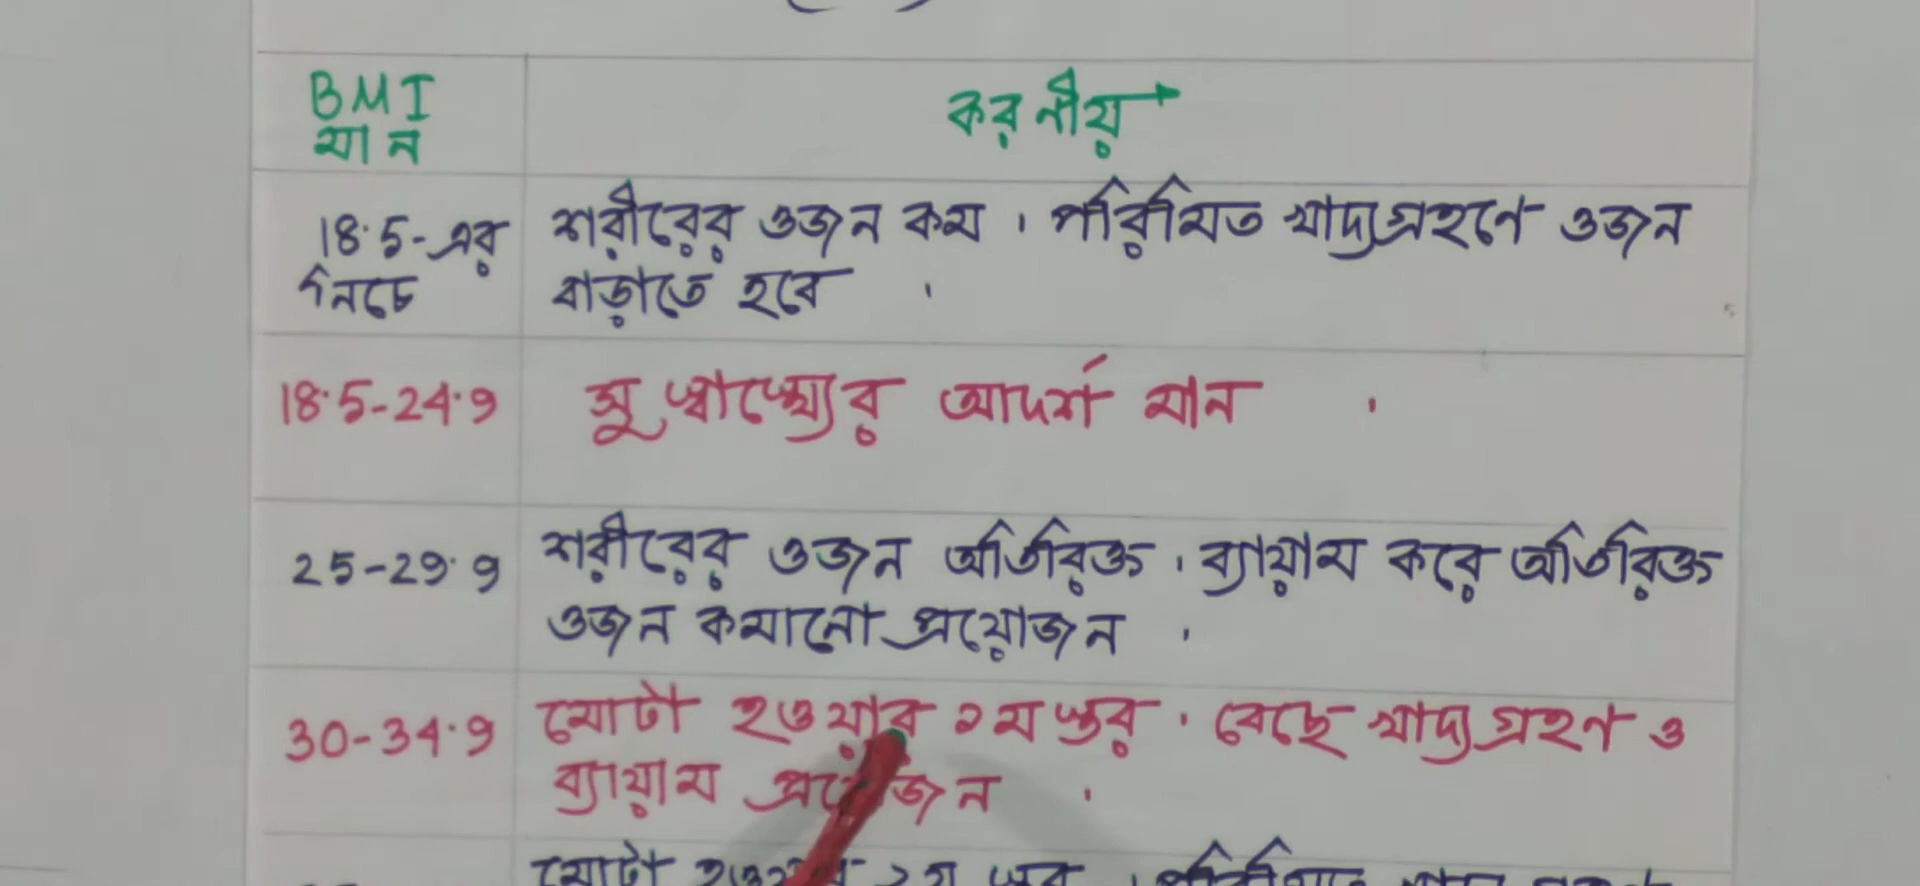 BMI
মান
করনীয়
18.5-এর
নিচে
শরীরের ওজন কম । পরিমিত খাদ্যগ্রহণে ওজন
বাড়াতে হবে ।
18.5-24.9
সুস্বাস্থ্যের আদর্শ মান ।
25-29.9
শরীরের ওজন অতিরিক্ত । ব্যায়াম করে অতিরিক্ত
ওজন কমানো প্রয়োজন ।
30-34.9
মোটা হওয়ার ১ম স্তর । বেছে খাদ্য গ্রহণ ও
ব্যায়াম প্রয়োজন ।
মোটা